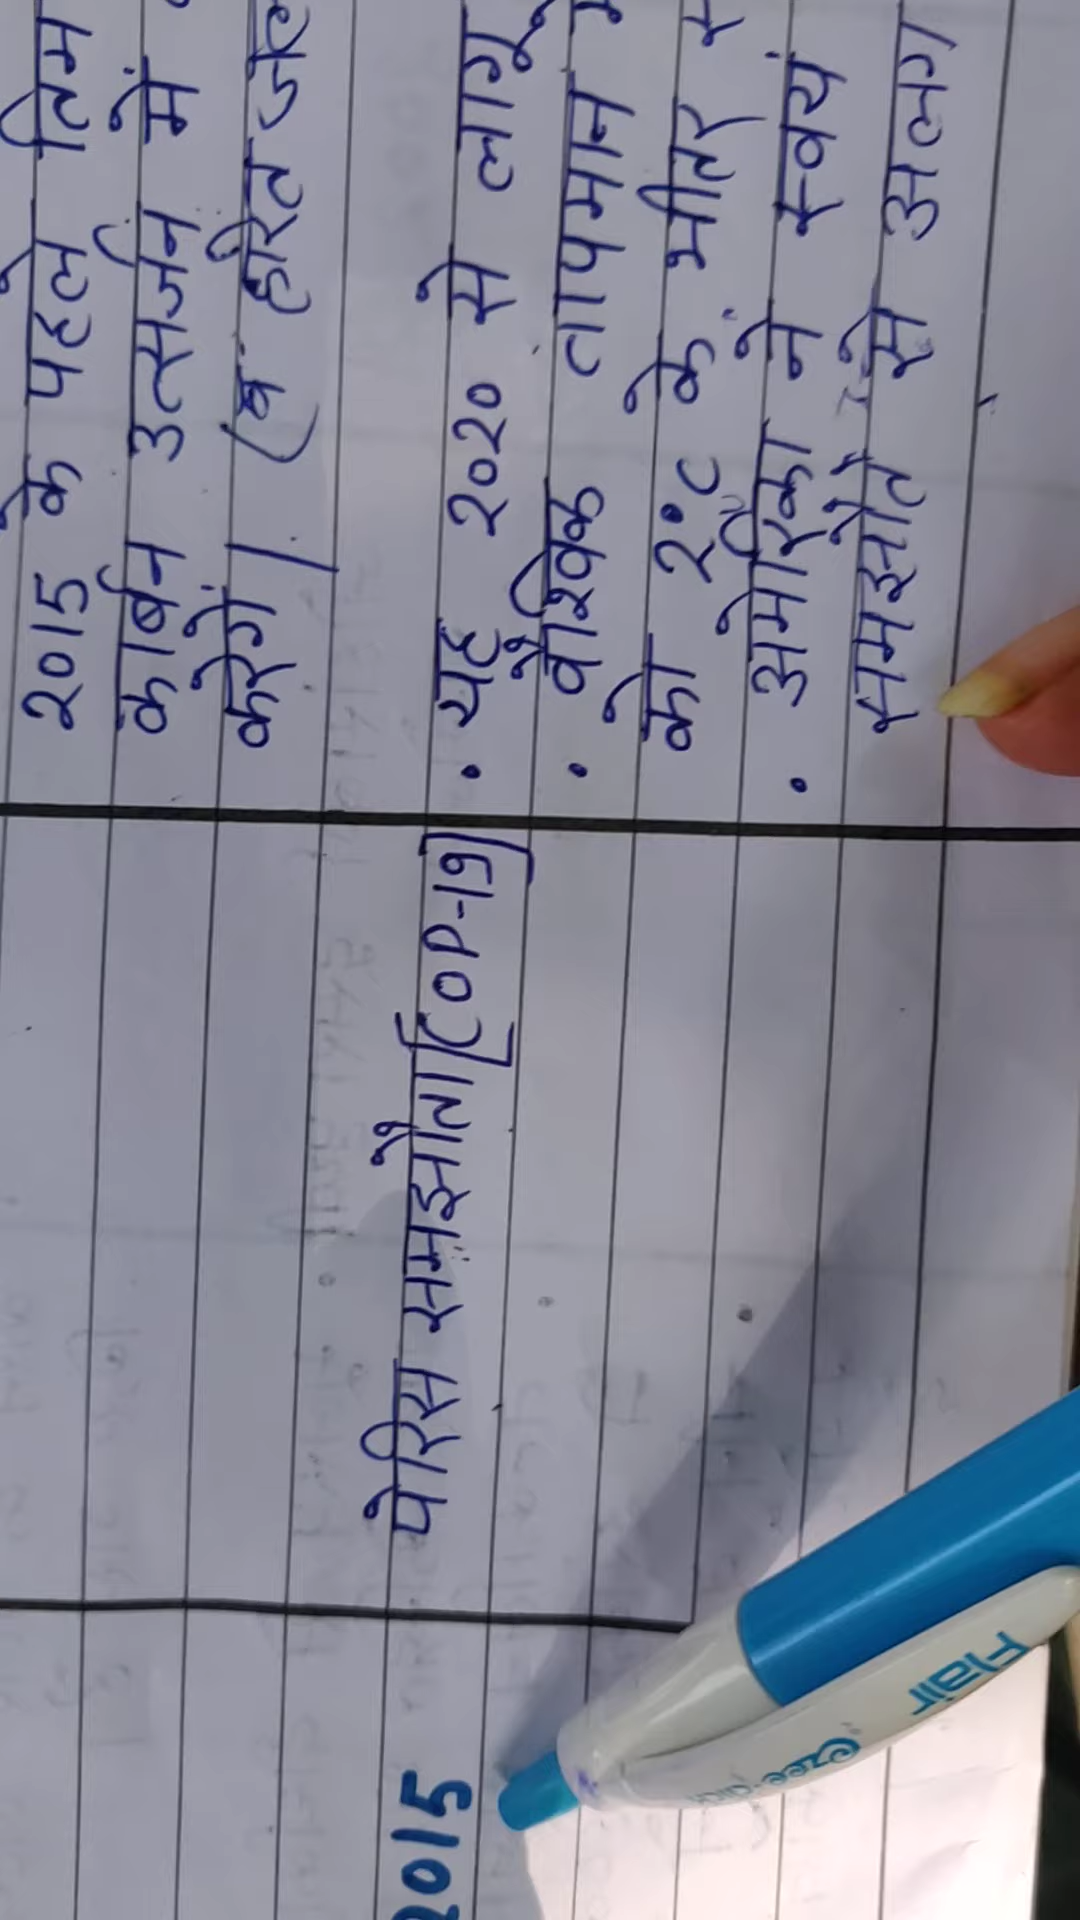 2015
पेरिस समझौता [COP-19]
2015 के पहले
कार्बन उत्सर्जन में
करेंगे | (व हरित
• यह 2020 से लागू
• वैश्विक तापमान
को 2°C के भीतर
• अमेरिका ने स्वयं
समझौते से अलग
Flair